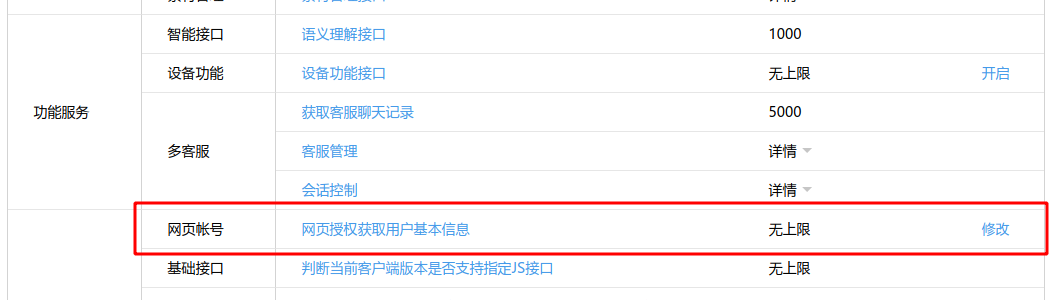 详情
智能接口 语义理解接口 1000
设备功能 设备功能接口 无上限 开启
功能服务 获取客服聊天记录 5000
多客服 客服管理 详情
会话控制 详情
网页帐号 网页授权获取用户基本信息 无上限 修改
基础接口 判断当前客户端版本是否支持指定JS接口 无上限